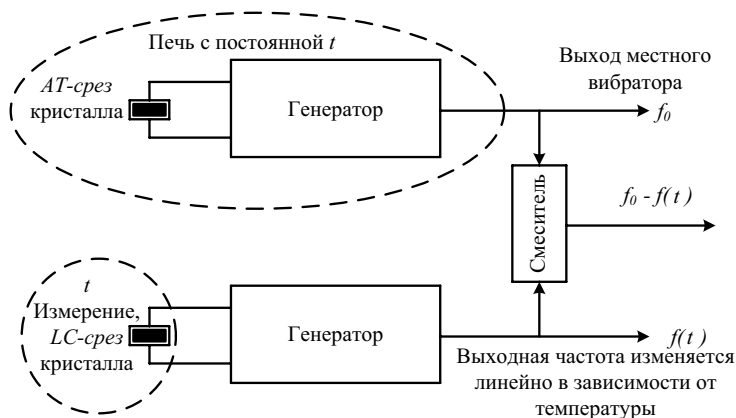 Печь с постоянной t
AT-срез
кристалла
Генератор
Выход местного
вибратора
f0
Смеситель
f0 - f(t)
t
Измерение,
LC-срез
кристалла
Генератор
f(t)
Выходная частота изменяется
линейно в зависимости от
температуры